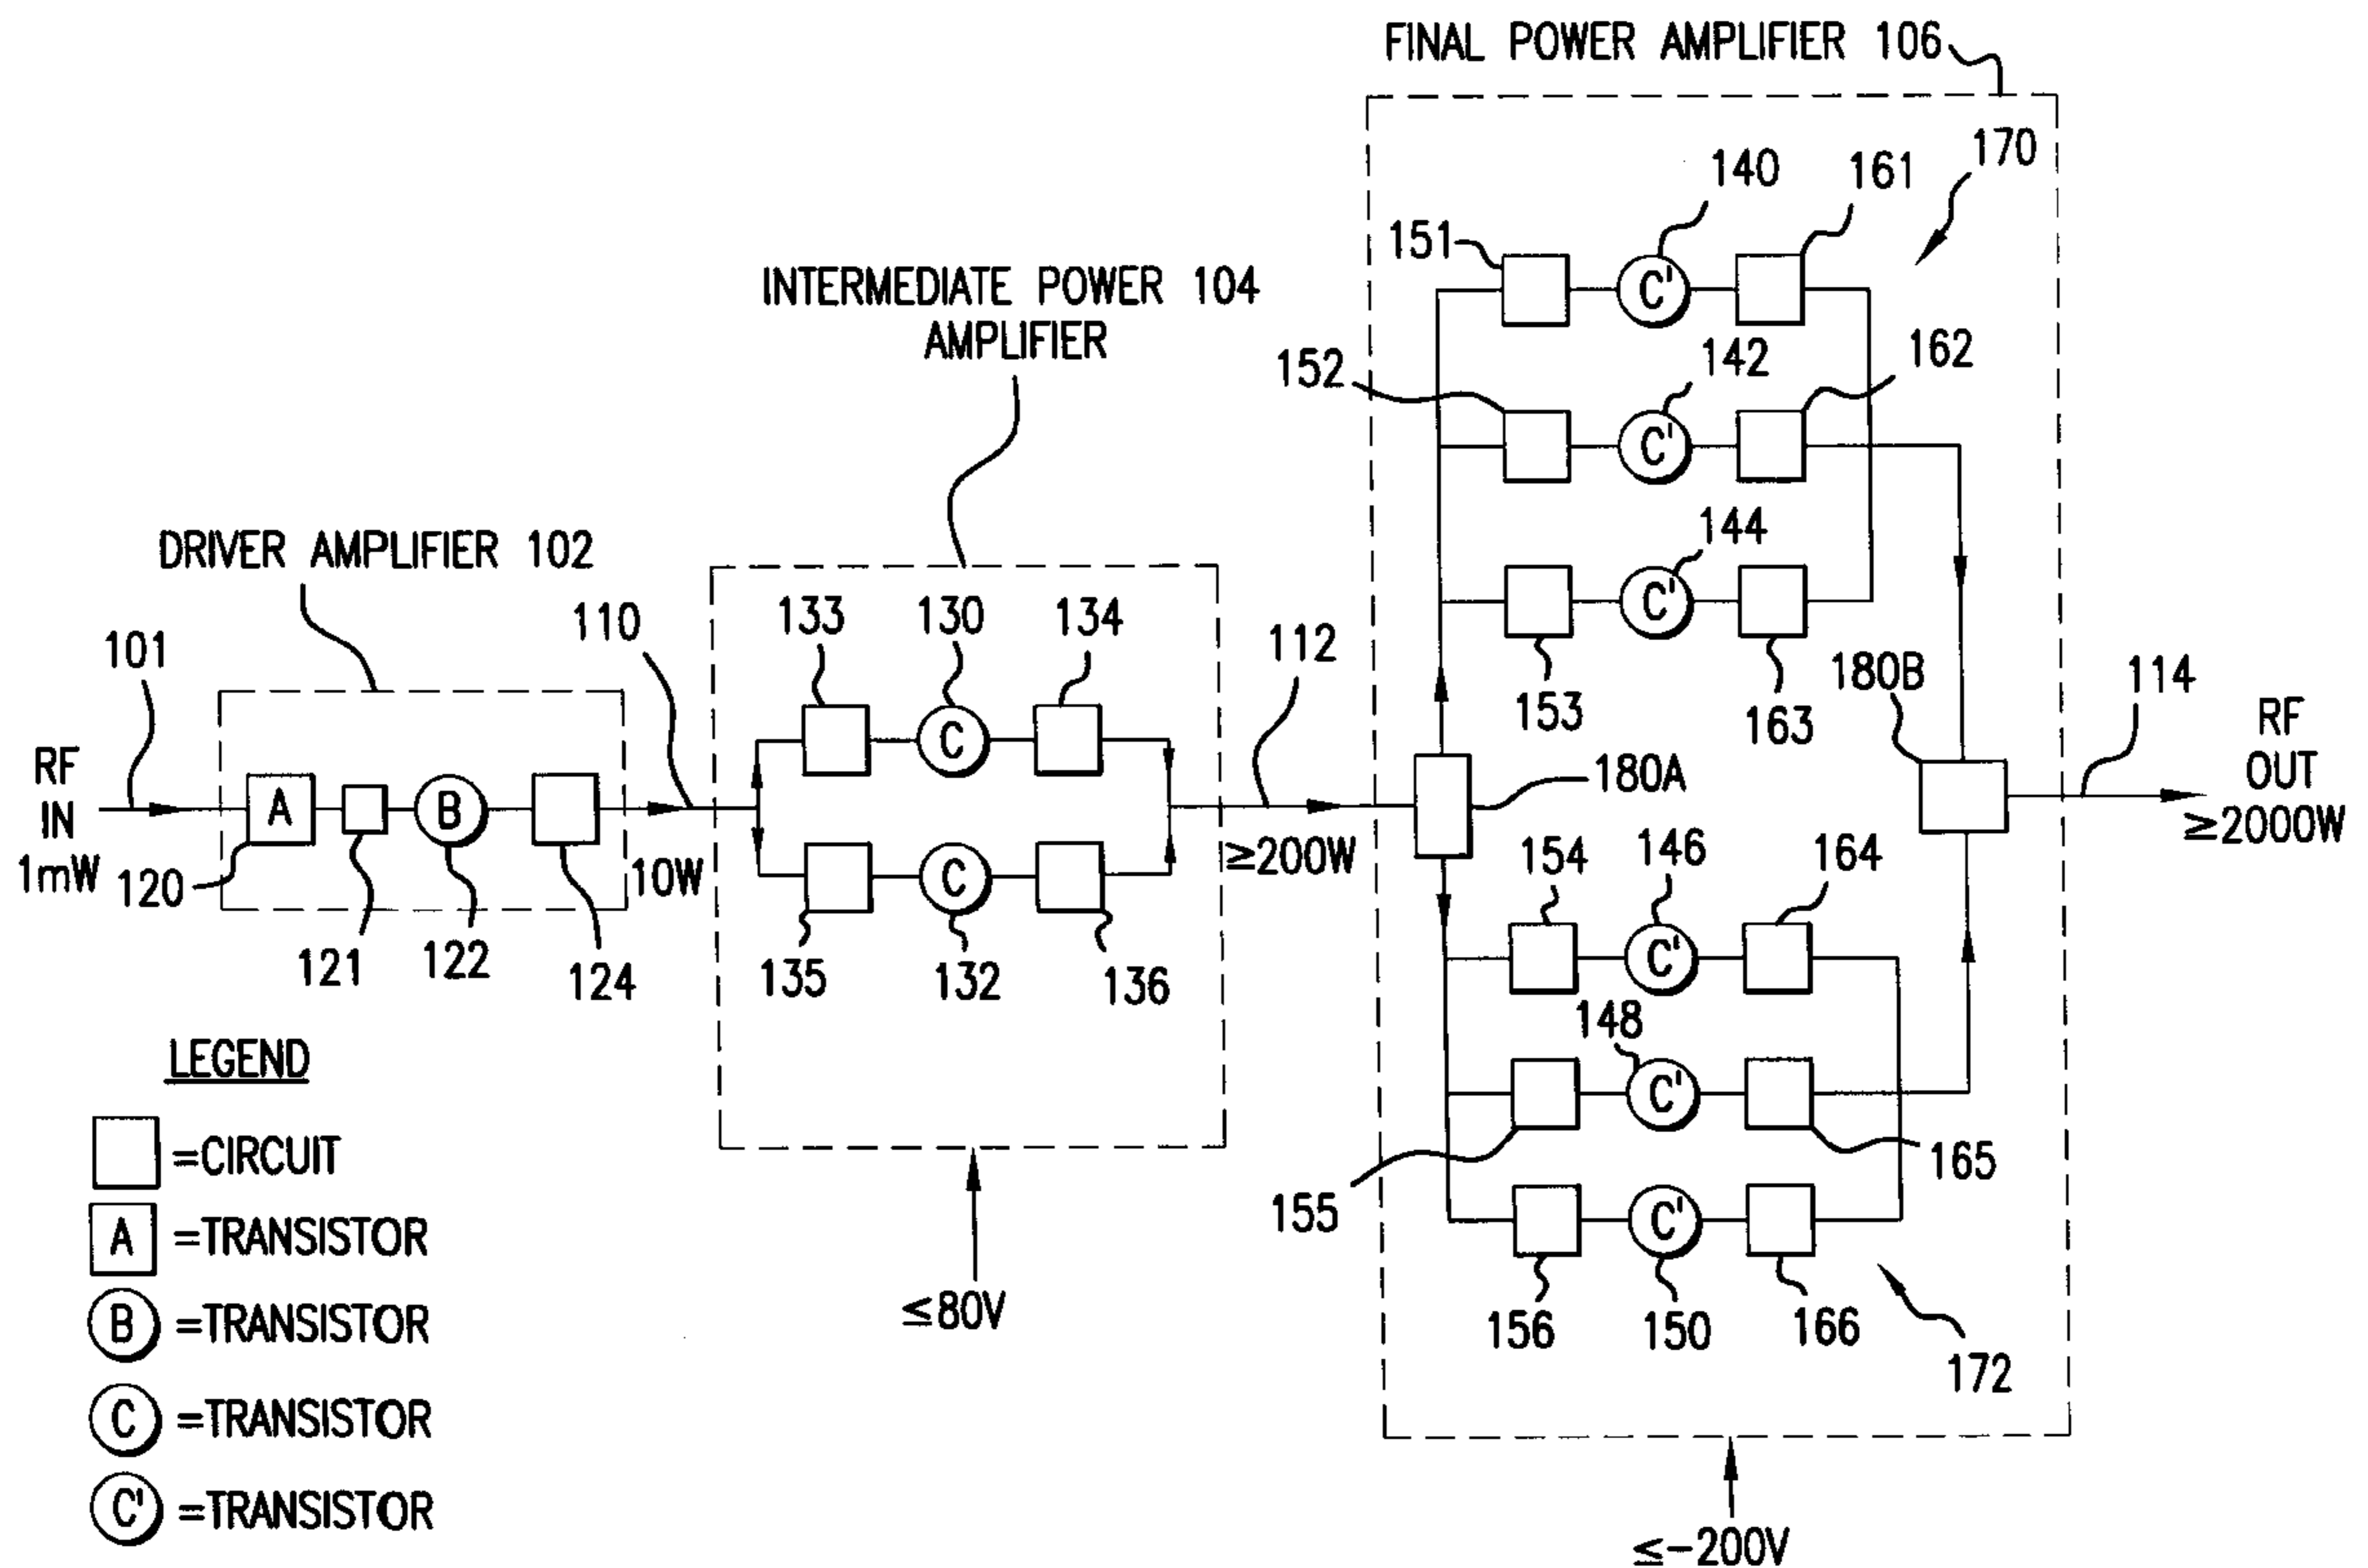 FINAL POWER AMPLIFIER 106
170
140
161
151
C'
INTERMEDIATE POWER 104
AMPLIFIER
152
142
162
C'
DRIVER AMPLIFIER 102
144
C'
101
110
133
130
134
112
153
163
180B
114
RF
IN
1mW
A
B
120
121
122
124
10W
C
C
135
132
136
≥200W
180A
RF
OUT
≥2000W
154
146
164
C'
148
C'
155
165
C'
156
150
166
172
≤80V
≤-200V
LEGEND
=CIRCUIT
A =TRANSISTOR
B =TRANSISTOR
C =TRANSISTOR
C' =TRANSISTOR